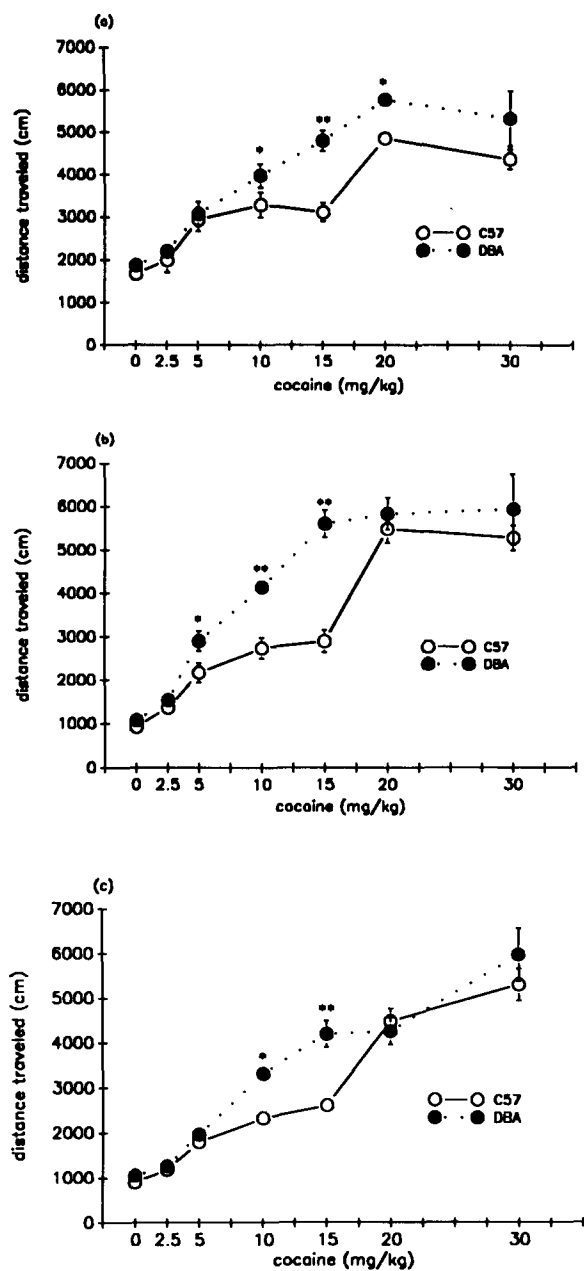 (a)
7000
6000
5000
4000
3000
2000
1000
0
distance traveled (cm)
*
**
*
C57
DBA
0 2.5 5 10 15 20 30
cocaine (mg/kg)
(b)
7000
6000
5000
4000
3000
2000
1000
0
distance traveled (cm)
*
**
**
C57
DBA
0 2.5 5 10 15 20 30
cocaine (mg/kg)
(c)
7000
6000
5000
4000
3000
2000
1000
0
distance traveled (cm)
*
**
C57
DBA
0 2.5 5 10 15 20 30
cocaine (mg/kg)